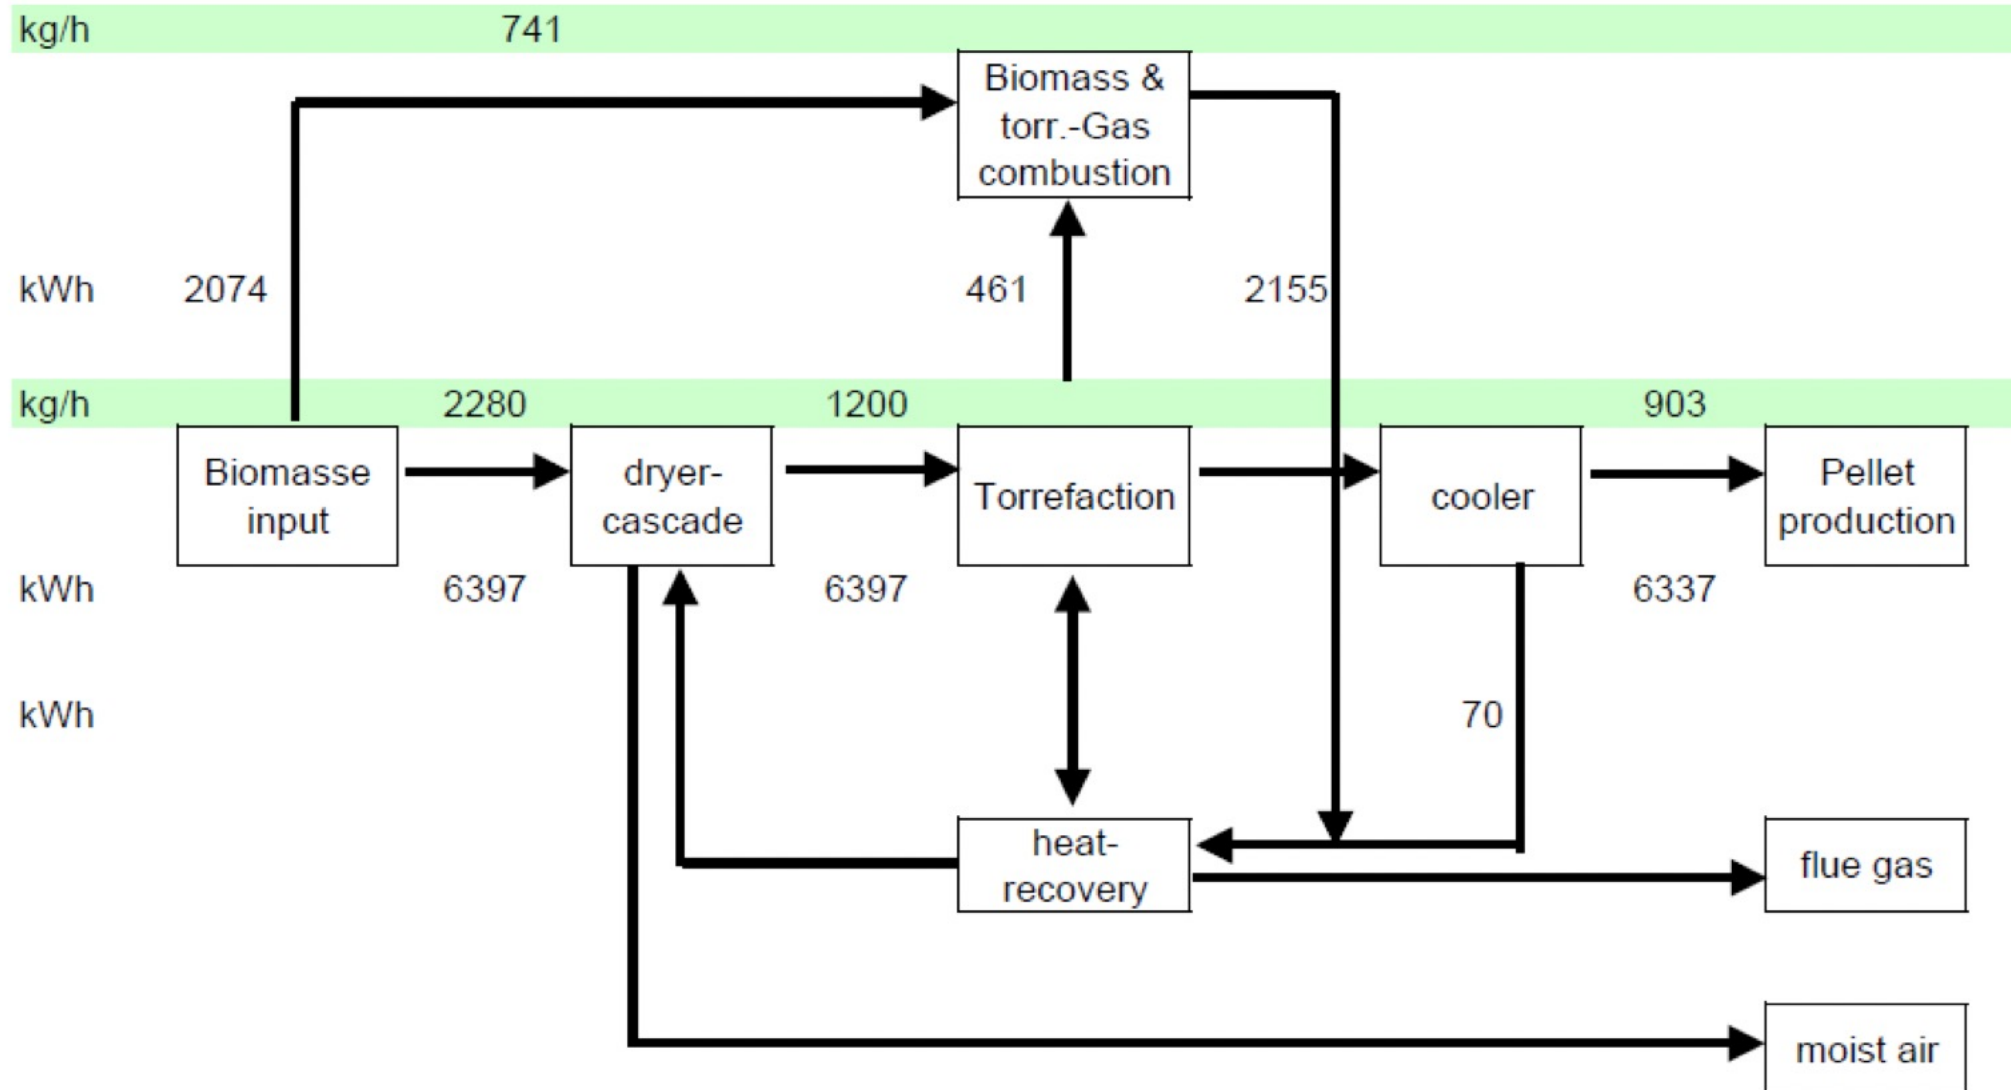 kg/h 741
Biomass &
torr.-Gas
combustion
kWh 2074 461 2155
kg/h 2280 1200 903
Biomasse
input
dryer-
cascade
Torrefaction
cooler
Pellet
production
kWh 6397 6397 6337
kWh 70
heat-
recovery
flue gas
moist air